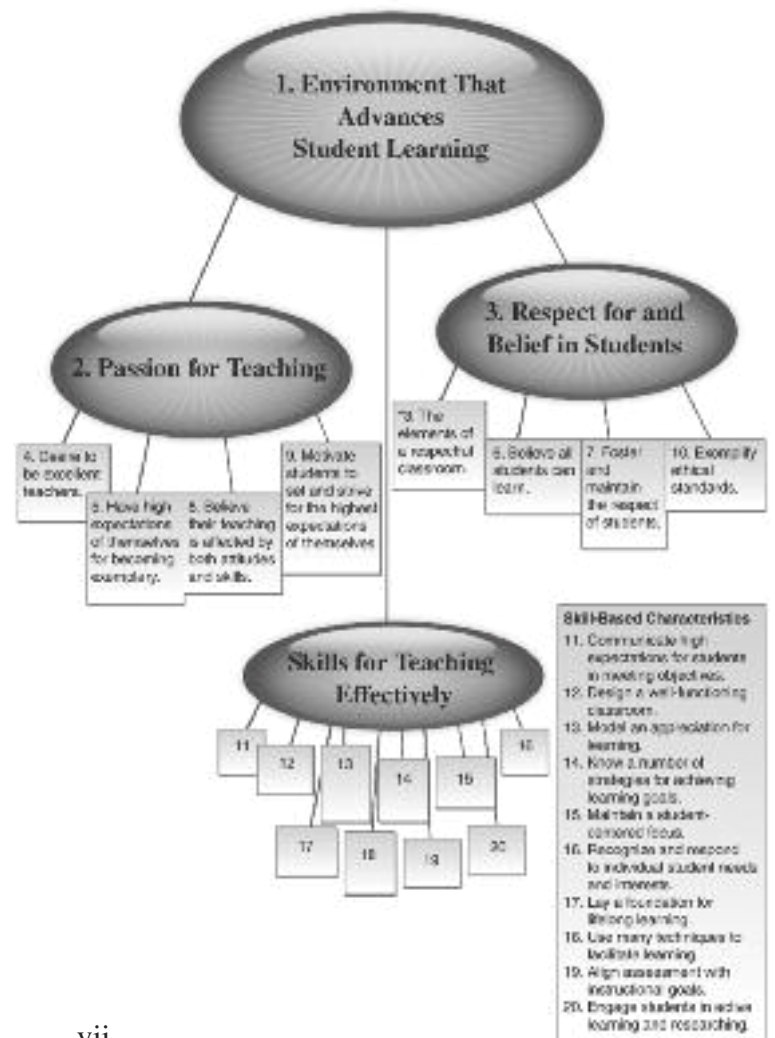 1. Environment That
Advances
Student Learning
2. Passion for Teaching
3. Respect for and
Belief in Students
4. Desire to
be excellent
teachers.
5. Have high
expectations
of themselves
for becoming
exemplary.
8. Believe
their teaching
is affected by
both attitudes
and skills.
9. Motivate
students to
set and strive
for the highest
expectations
of themselves
The
elements of
a respectful
classroom.
6. Believe all
students can
learn.
7. Foster
and
maintain
the respect
of students.
10. Exemplify
ethical
standards.
Skills for Teaching
Effectively
11
12
13
14
15
16
17
18
19
20
Skill-Based Characteristics
11. Communicate high
expectations for students
in meeting objectives.
12. Design a well-functioning
classroom.
13. Model an appreciation for
learning.
14. Know a number of
strategies for achieving
learning goals.
15. Maintain a student-
centered focus.
16. Recognize and respond
to individual student needs
and interests.
17. Lay a foundation for
lifelong learning.
18. Use many techniques to
facilitate learning
19. Align assessment with
instructional goals.
20. Engage students in active
learning and researching.
vii